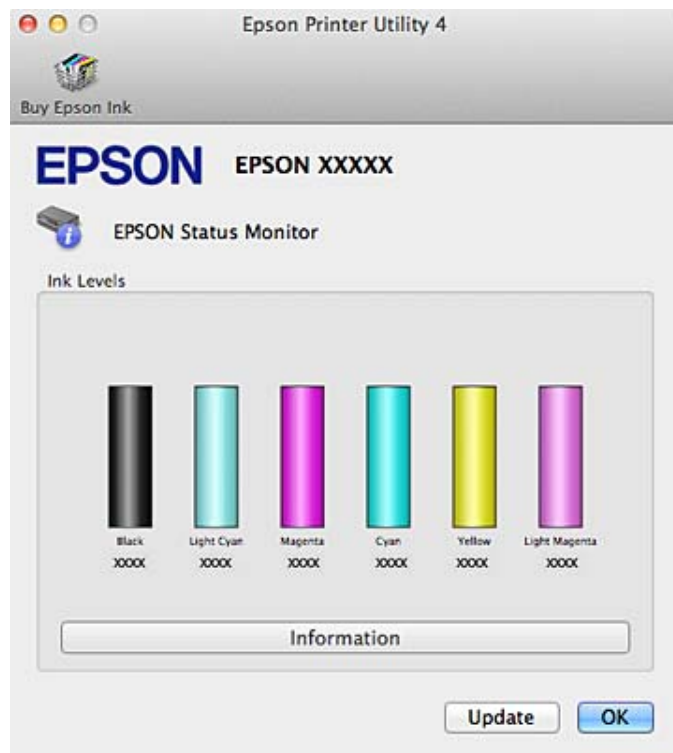 Epson Printer Utility 4
Buy Epson Ink
EPSON EPSON XXXXX
EPSON Status Monitor
Ink Levels
Black Light Cyan Magenta Cyan Yellow Light Magenta
XXXX XXXX XXXX XXXX XXXX XXXX
Information
Update OK